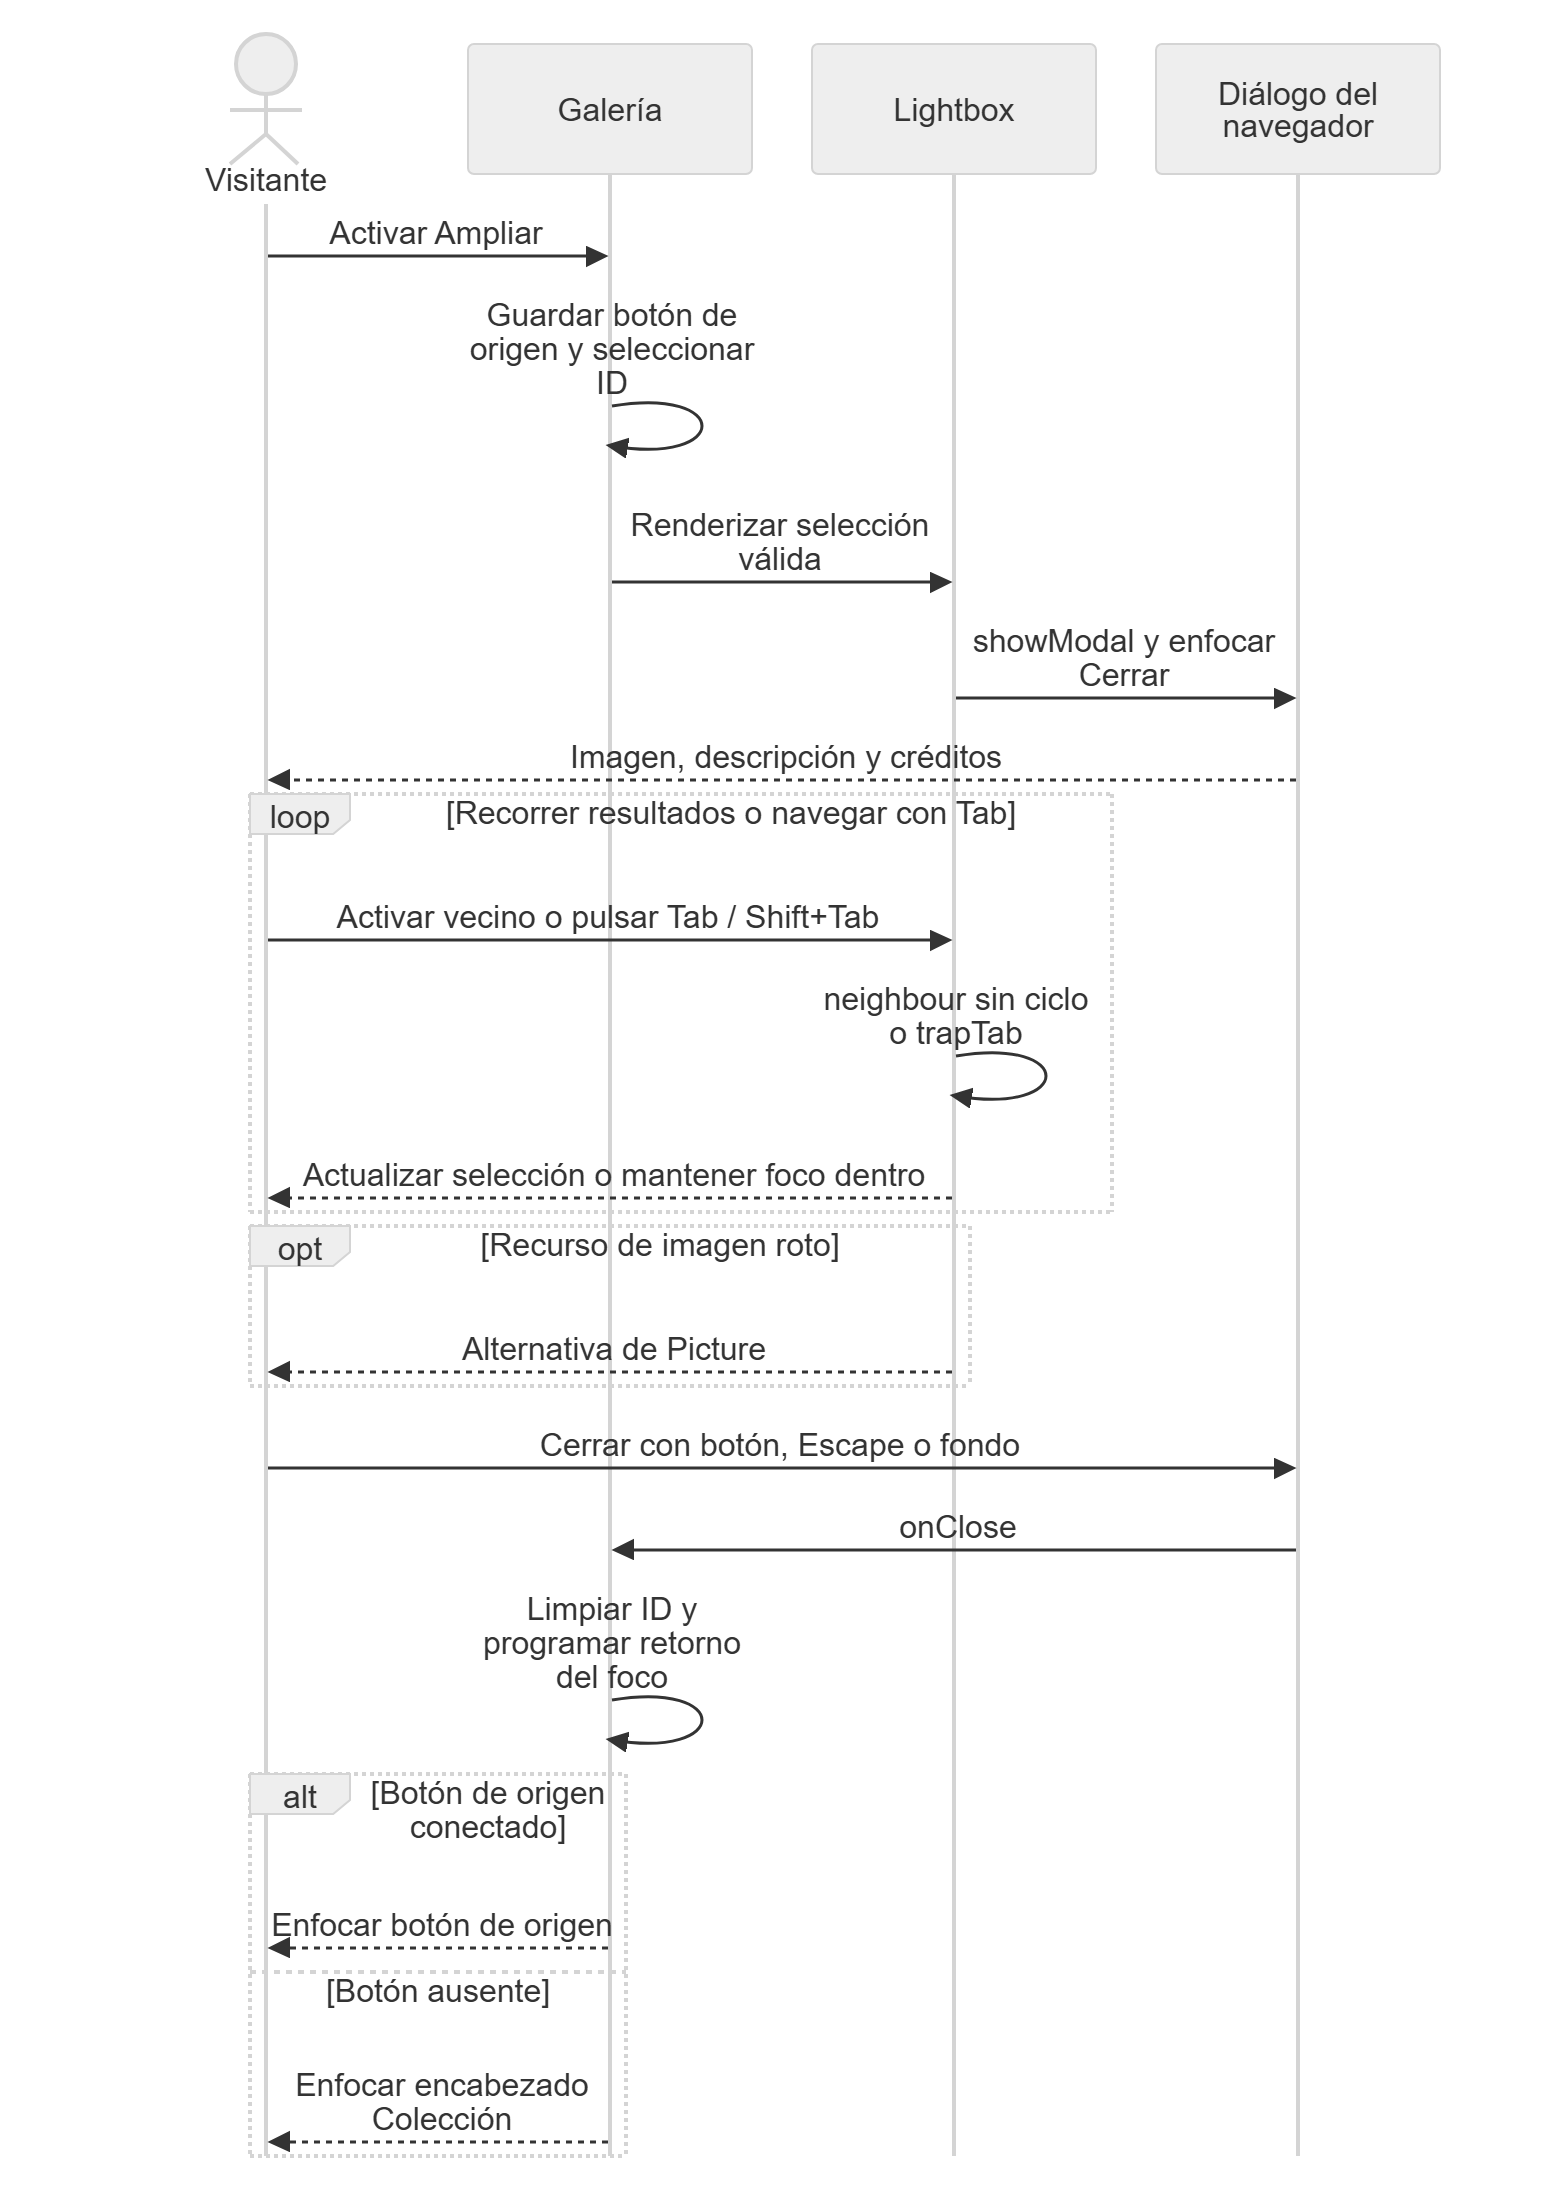 Visitante
Galería
Lightbox
Diálogo del
navegador
Activar Ampliar
Guardar botón de
origen y seleccionar
ID
Renderizar selección
válida
showModal y enfocar
Cerrar
Imagen, descripción y créditos
loop
[Recorrer resultados o navegar con Tab]
Activar vecino o pulsar Tab / Shift+Tab
neighbour sin ciclo
o trapTab
Actualizar selección o mantener foco dentro
opt
[Recurso de imagen roto]
Alternativa de Picture
Cerrar con botón, Escape o fondo
onClose
Limpiar ID y
programar retorno
del foco
alt
[Botón de origen
conectado]
Enfocar botón de origen
[Botón ausente]
Enfocar encabezado
Colección